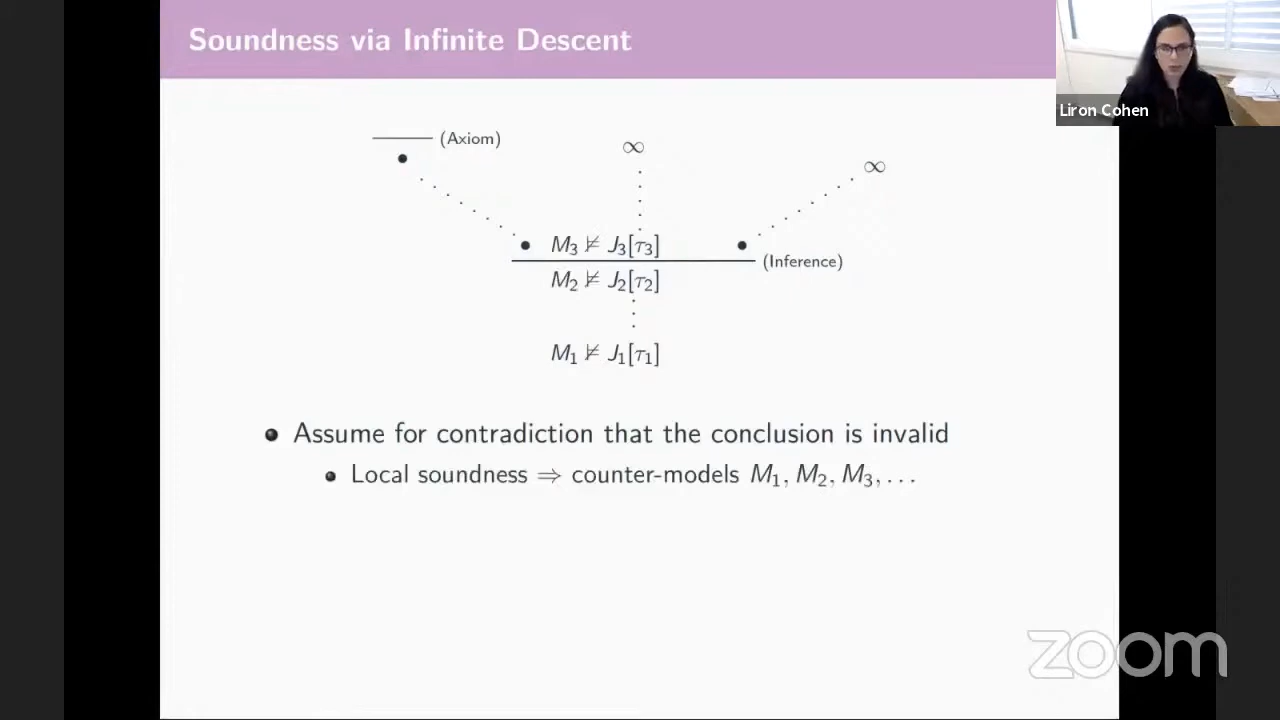 Soundness via Infinite Descent
Liron Cohen
(Axiom)
∞
∞
M₃ ⊭ J₃[τ₃]
(Inference)
M₂ ⊭ J₂[τ₂]
M₁ ⊭ J₁[τ₁]
• Assume for contradiction that the conclusion is invalid
• Local soundness ⇒ counter-models M₁, M₂, M₃, . . .
zoom